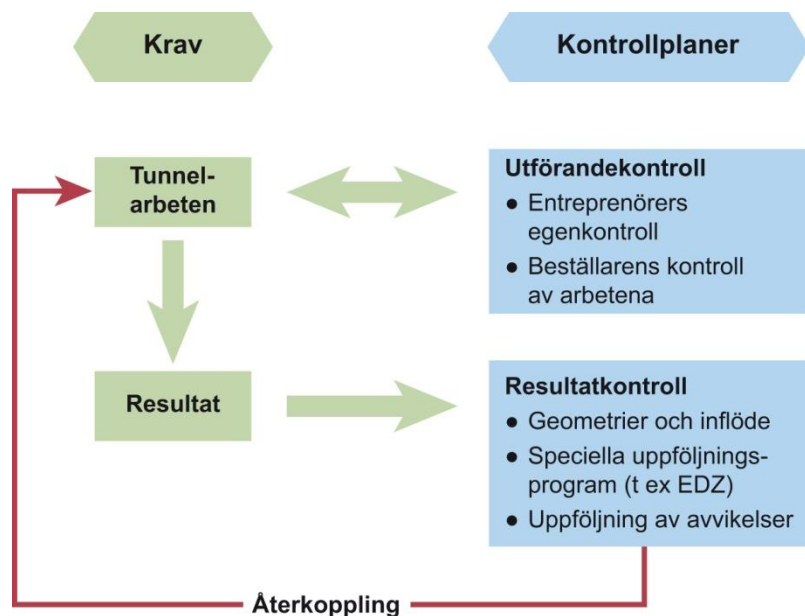 Krav
Kontrollplaner
Tunnel-
arbeten
Utförandekontroll
● Entreprenörers
egenkontroll
● Beställarens kontroll
av arbetena
Resultat
Resultatkontroll
● Geometrier och inflöde
● Speciella uppföljnings-
program (t ex EDZ)
● Uppföljning av avvikelser
Återkoppling